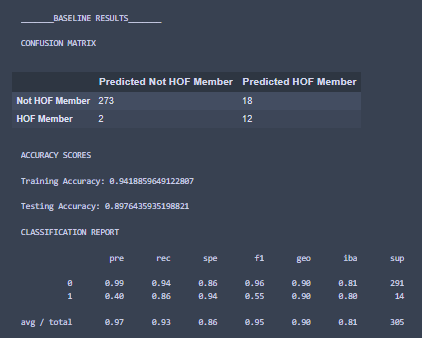 _______BASELINE RESULTS_______
CONFUSION MATRIX
Predicted Not HOF Member Predicted HOF Member
Not HOF Member 273 18
HOF Member 2 12
ACCURACY SCORES
Training Accuracy: 0.9418859649122807
Testing Accuracy: 0.8976435935198821
CLASSIFICATION REPORT
pre rec spe f1 geo iba sup
0 0.99 0.94 0.86 0.96 0.90 0.81 291
1 0.40 0.86 0.94 0.55 0.90 0.80 14
avg / total 0.97 0.93 0.86 0.95 0.90 0.81 305